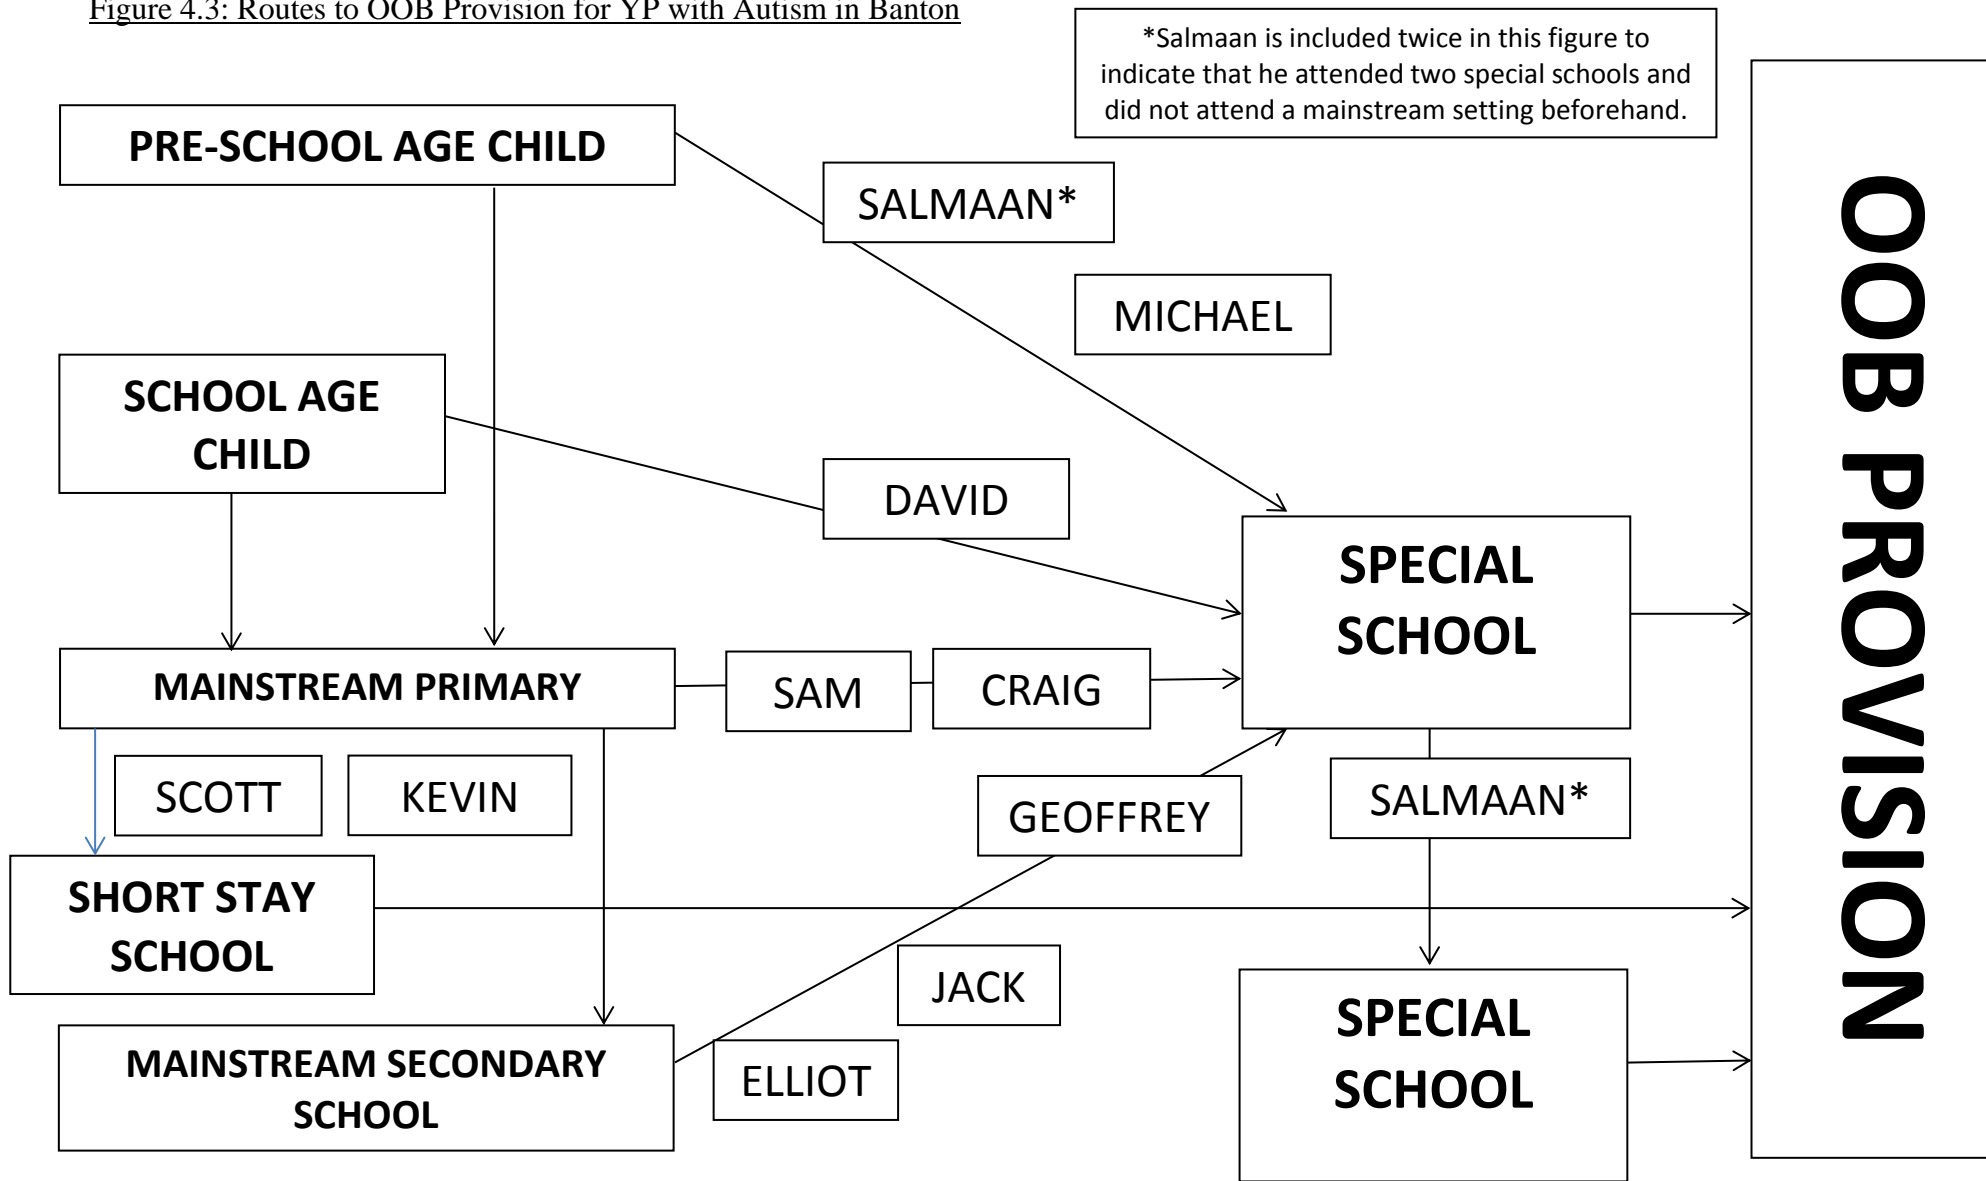 Figure 4.3: Routes to OOB Provision for YP with Autism in Banton
*Salmaan is included twice in this figure to
indicate that he attended two special schools and
did not attend a mainstream setting beforehand.
PRE-SCHOOL AGE CHILD
SALMAAN*
MICHAEL
SCHOOL AGE
CHILD
DAVID
SPECIAL
SCHOOL
MAINSTREAM PRIMARY
SAM
CRAIG
SCOTT
KEVIN
GEOFFREY
SALMAAN*
SHORT STAY
SCHOOL
JACK
SPECIAL
SCHOOL
MAINSTREAM SECONDARY
SCHOOL
ELLIOT
OOB PROVISION